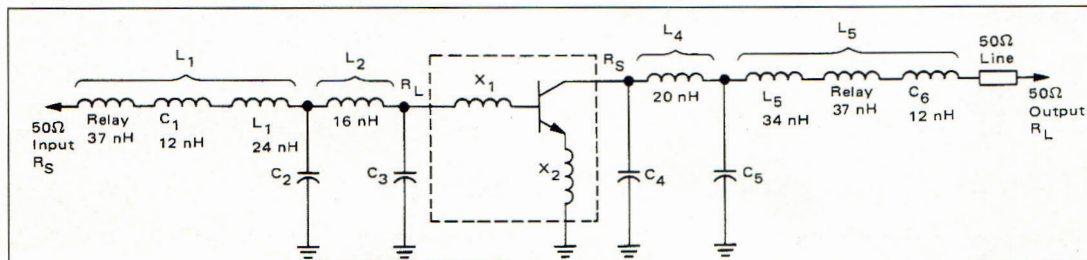 L1
L2
L4
L5
50Ω
Input
RS
Relay
37 nH
C1
12 nH
L1
24 nH
C2
16 nH
RL
C3
X1
X2
RS
C4
20 nH
C5
L5
34 nH
Relay
37 nH
C6
12 nH
50Ω
Line
50Ω
Output
RL